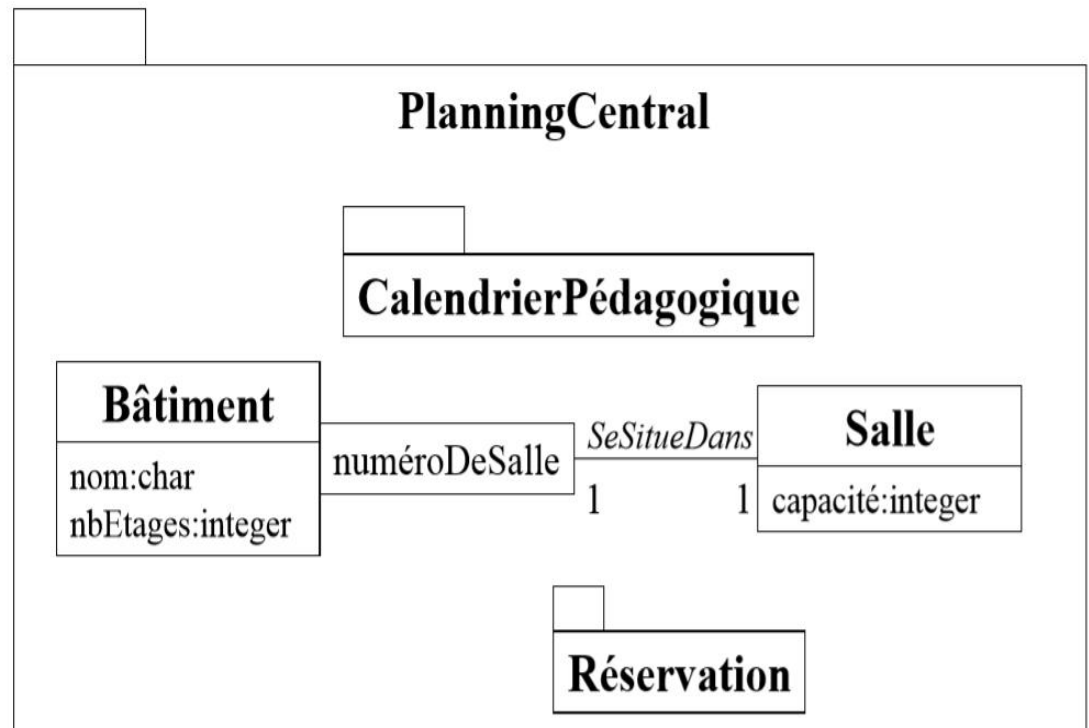 PlanningCentral
CalendrierPédagogique
Bâtiment
nom:char
nbEtages:integer
numéroDeSalle
SeSitueDans
1
1
Salle
capacité:integer
Réservation